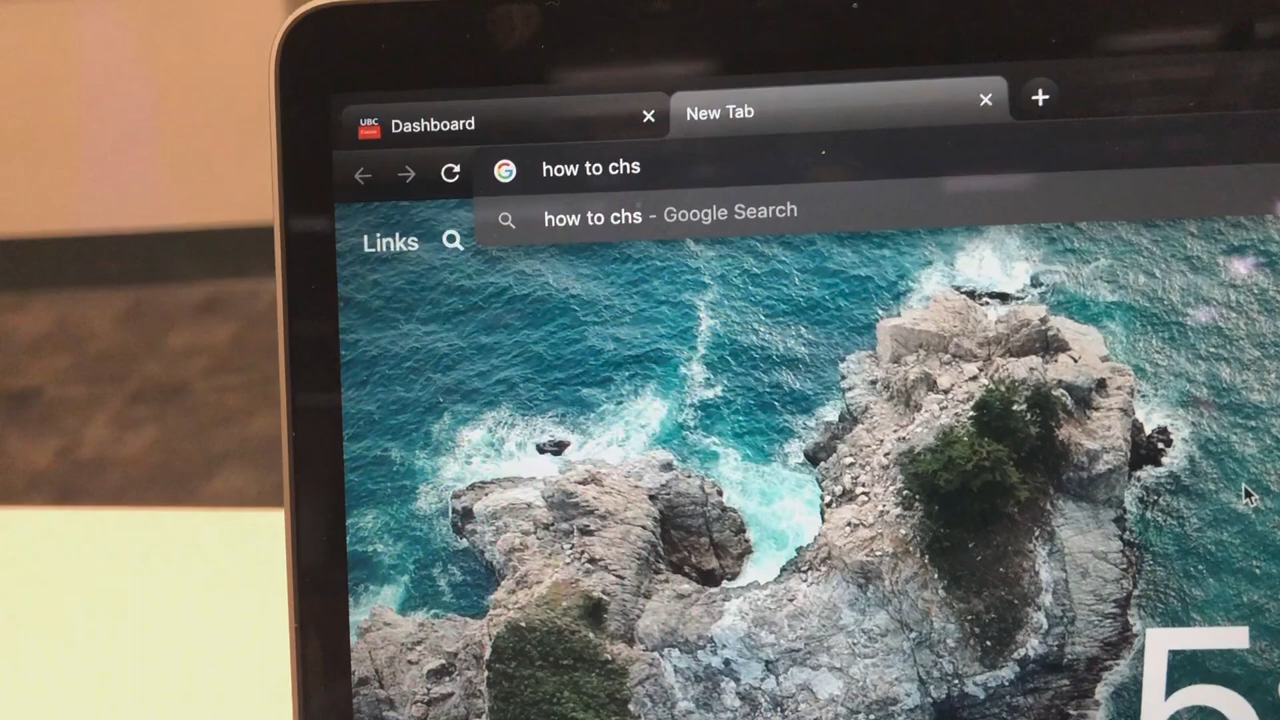 UBC
Dashboard
New Tab
how to chs
how to chs - Google Search
Links
5